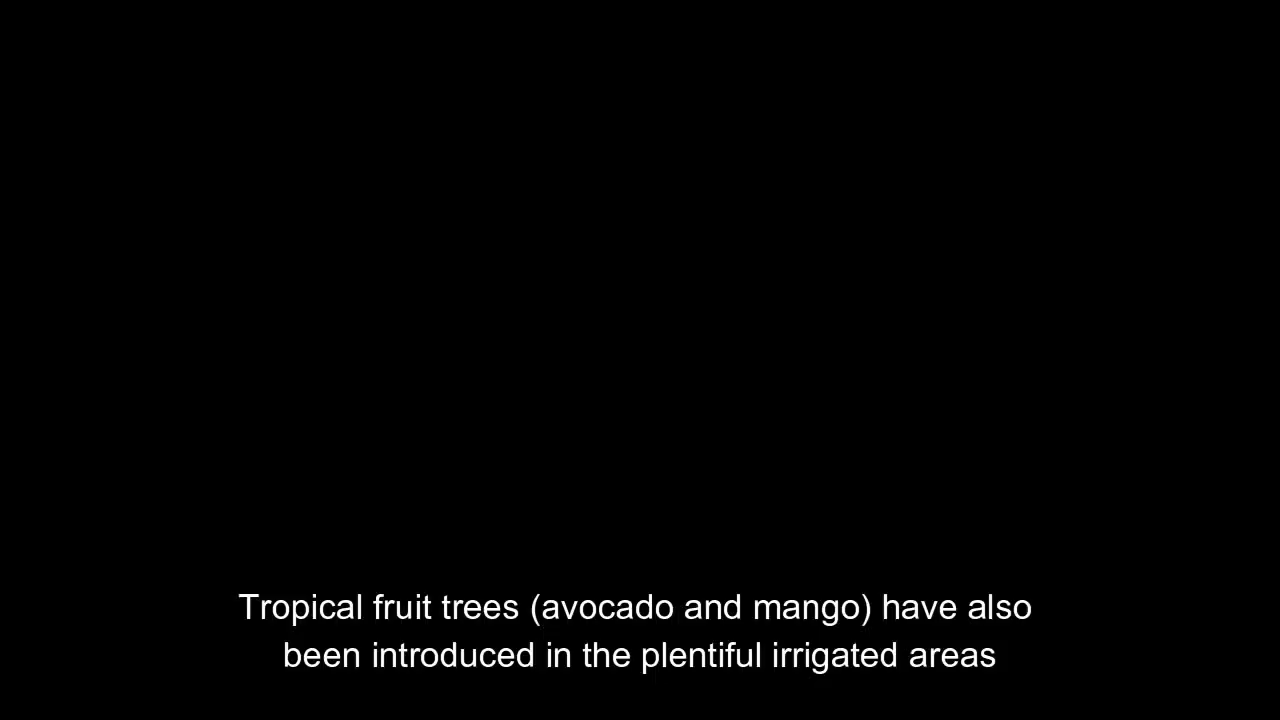 Tropical fruit trees (avocado and mango) have also
been introduced in the plentiful irrigated areas